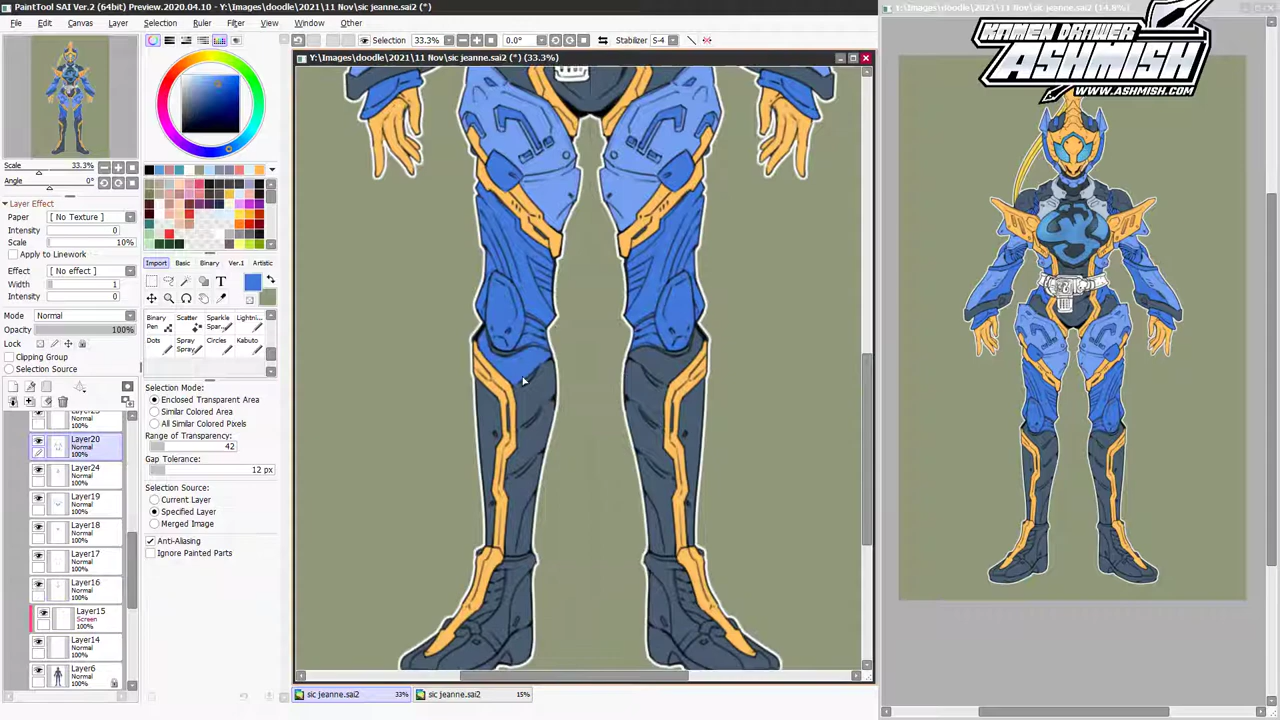 PaintTool SAI Ver.2 (64bit) Preview.2020.04.10 - Y:\Images\doodle\2021\11 Nov\sic jeanne.sai2 (*)
File Edit Canvas Layer Selection Ruler Filter View Window Other
Selection 33.3% 0.0° Stabilizer S-4
Y:\Images\doodle\2021\11 Nov\sic jeanne.sai2 (*) (33.3%)
KAMEN DRAWER
ASHMISH
WWW.ASHMISH.COM
Scale 33.3%
Angle 0°
Layer Effect
Paper [ No Texture ]
Intensity 0
Scale 10%
Apply to Linework
Effect [ No effect ]
Width 1
Intensity 0
Mode Normal
Opacity 100%
Lock
Clipping Group
Selection Source
Normal
100%
Layer20
Normal
100%
Layer24
Normal
100%
Layer19
Normal
100%
Layer18
Normal
100%
Layer17
Normal
100%
Layer16
Normal
100%
Layer15
Screen
100%
Layer14
Normal
100%
Layer6
Normal
100%
Import Basic Binary Ver.1 Artistic
T
Binary Pen
Scatter
Sparkle Spar..
Lightni...
Dots
Spray Spray
Circles
Kabuto
Selection Mode:
Enclosed Transparent Area
Similar Colored Area
All Similar Colored Pixels
Range of Transparency:
42
Gap Tolerance:
12 px
Selection Source:
Current Layer
Specified Layer
Merged Image
Anti-Aliasing
Ignore Painted Parts
sic jeanne.sai2 33%
sic jeanne.sai2 15%